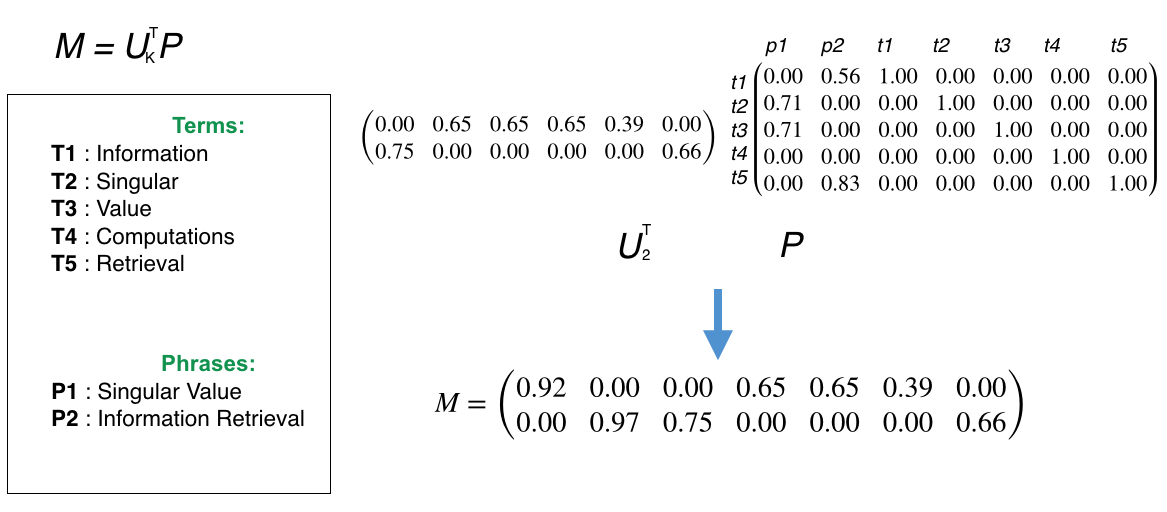 M = U_K^T P
Terms:
T1 : Information
T2 : Singular
T3 : Value
T4 : Computations
T5 : Retrieval
Phrases:
P1 : Singular Value
P2 : Information Retrieval
0.00 0.65 0.65 0.65 0.39 0.00
0.75 0.00 0.00 0.00 0.00 0.66
p1 p2 t1 t2 t3 t4 t5
t1 0.00 0.56 1.00 0.00 0.00 0.00 0.00
t2 0.71 0.00 0.00 1.00 0.00 0.00 0.00
t3 0.71 0.00 0.00 0.00 1.00 0.00 0.00
t4 0.00 0.00 0.00 0.00 0.00 1.00 0.00
t5 0.00 0.83 0.00 0.00 0.00 0.00 1.00
U_2^T P
M = 0.92 0.00 0.00 0.65 0.65 0.39 0.00
0.00 0.97 0.75 0.00 0.00 0.00 0.66